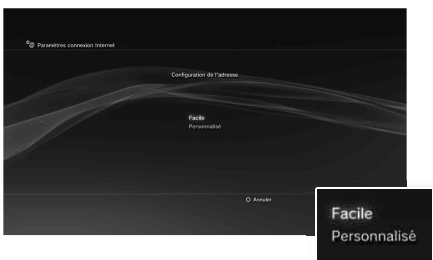 Paramètres connexion Internet
Configuration de l'adresse
Facile
Personnalisé
Annuler
Facile
Personnalisé